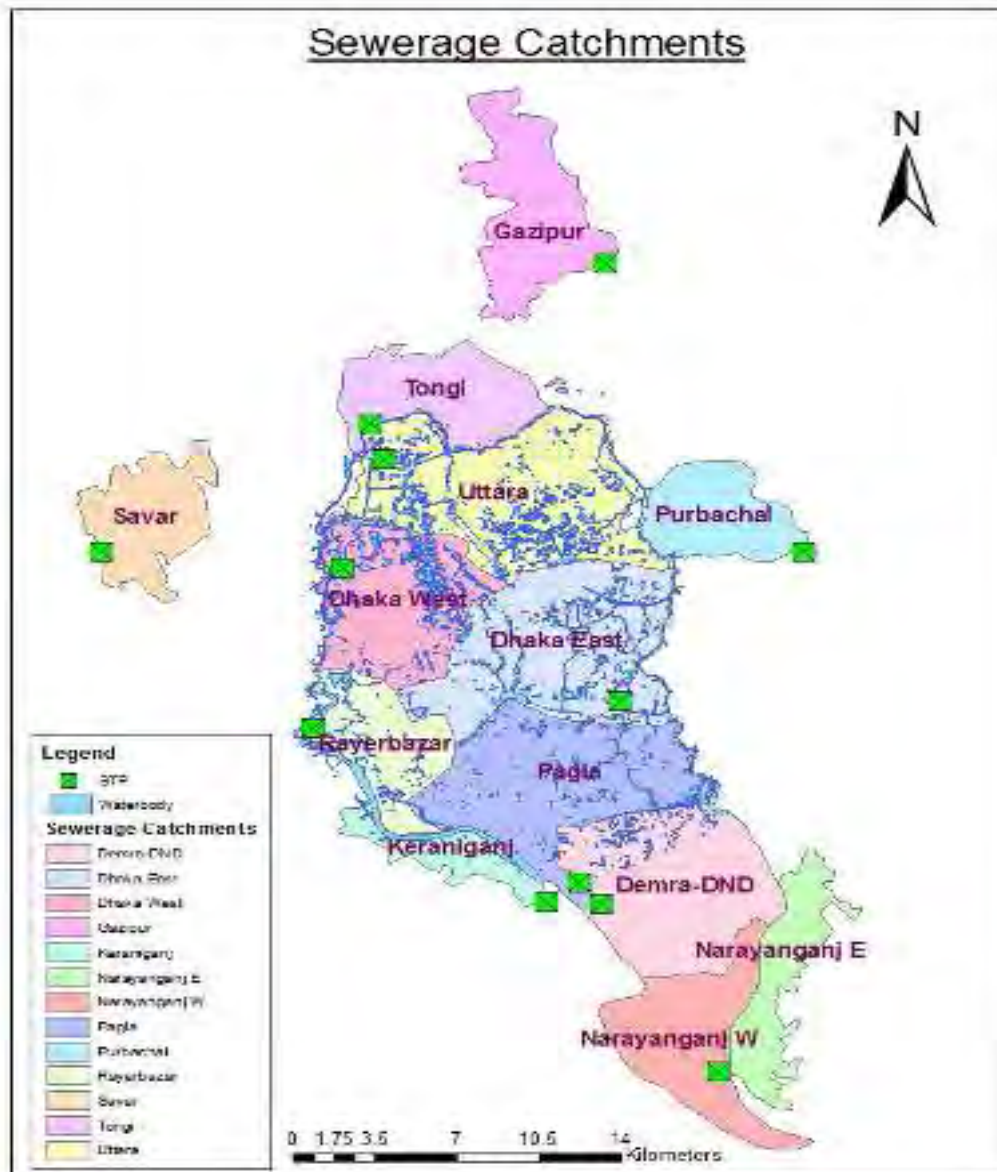 Sewerage Catchments
N
Gazipur
Tongi
Uttara
Savar
Purbachal
Dhaka West
Dhaka East
Rayerbazar
Pagla
Keraniganj
Demra-DND
Narayanganj E
Narayanganj W
Legend
STP
Waterbody
Sewerage Catchments
Demra-DND
Dhaka East
Dhaka West
Gazipur
Keraniganj
Narayanganj E
Narayanganj W
Pagla
Purbachal
Rayerbazar
Savar
Tongi
Uttara
0 1.75 3.5 7 10.5 14
Kilometers